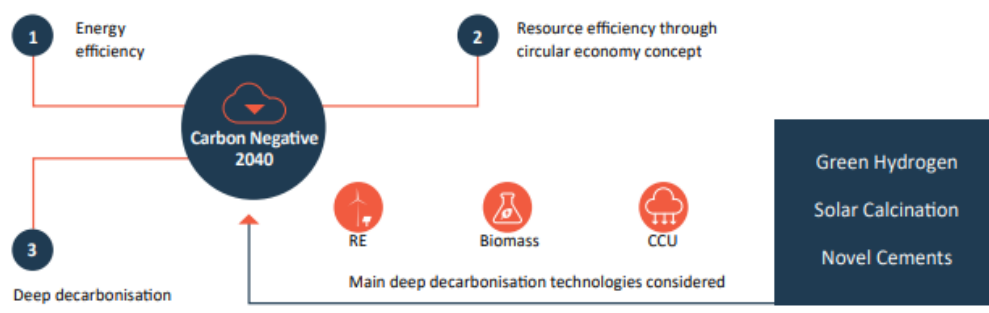 1
Energy
efficiency
2
Resource efficiency through
circular economy concept
Carbon Negative
2040
3
Deep decarbonisation
RE
Biomass
CCU
Main deep decarbonisation technologies considered
Green Hydrogen
Solar Calcination
Novel Cements